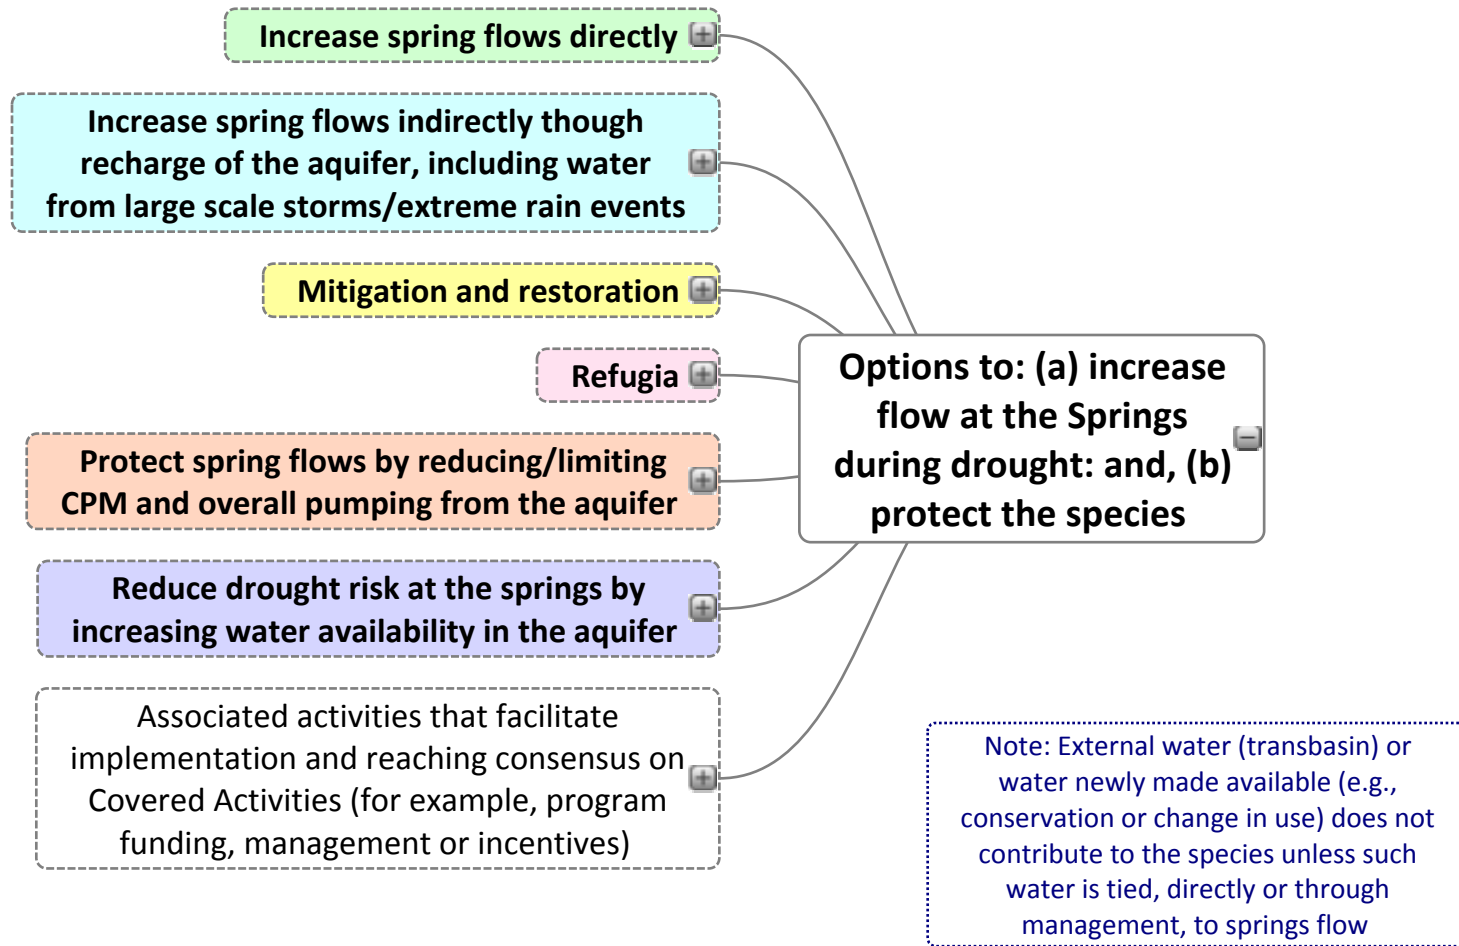 Increase spring flows directly
Increase spring flows indirectly though
recharge of the aquifer, including water
from large scale storms/extreme rain events
Mitigation and restoration
Refugia
Protect spring flows by reducing/limiting
CPM and overall pumping from the aquifer
Reduce drought risk at the springs by
increasing water availability in the aquifer
Associated activities that facilitate
implementation and reaching consensus on
Covered Activities (for example, program
funding, management or incentives)
Options to: (a) increase
flow at the Springs
during drought: and, (b)
protect the species
Note: External water (transbasin) or
water newly made available (e.g.,
conservation or change in use) does not
contribute to the species unless such
water is tied, directly or through
management, to springs flow